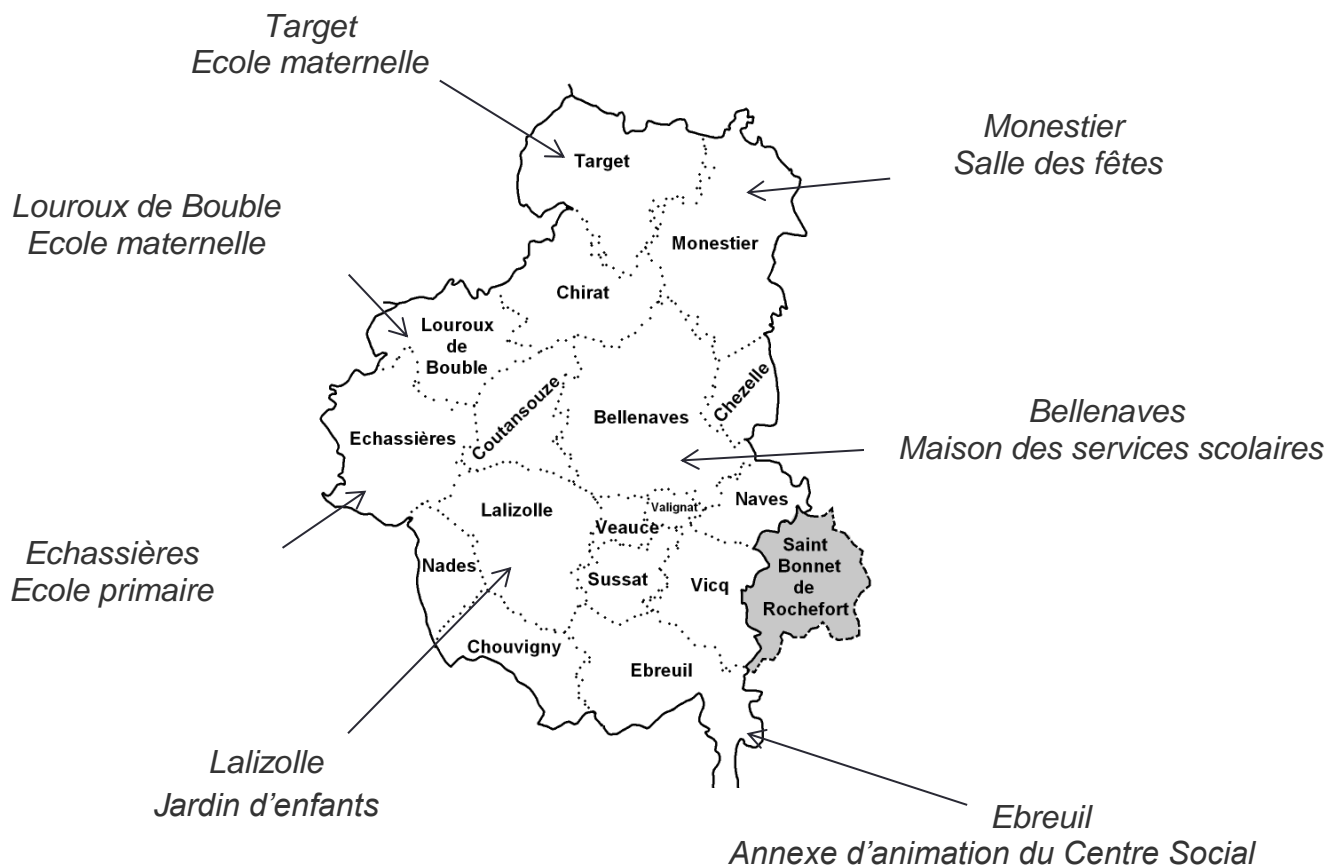 Target
Ecole maternelle
Monestier
Salle des fêtes
Louroux de Bouble
Ecole maternelle
Target
Monestier
Chirat
Louroux
de
Bouble
Chezelle
Coutansouze
Bellenaves
Echassières
Bellenaves
Maison des services scolaires
Lalizolle
Veauce
Valignat
Naves
Echassières
Ecole primaire
Nades
Sussat
Vicq
Saint
Bonnet
de
Rochefort
Chouvigny
Ebreuil
Lalizolle
Jardin d’enfants
Ebreuil
Annexe d’animation du Centre Social